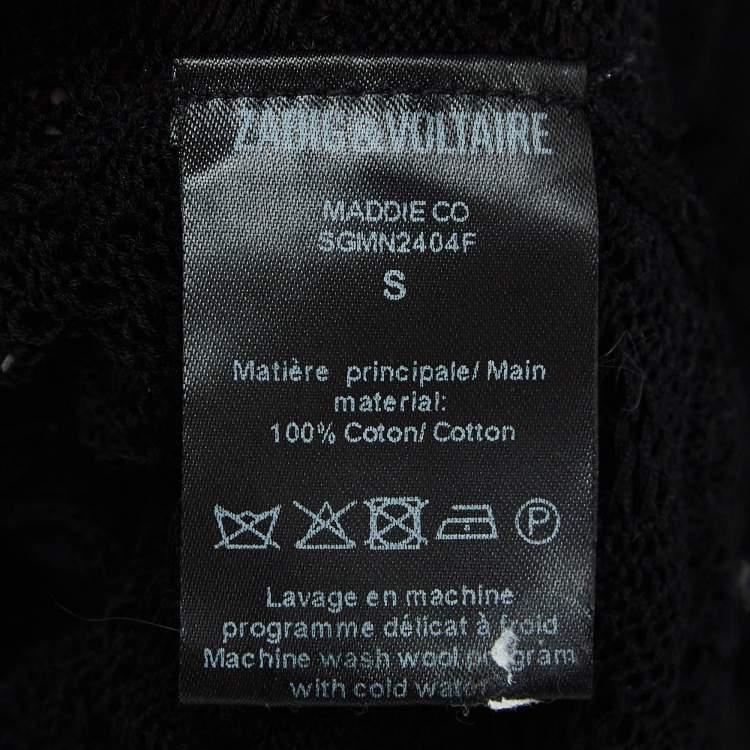 ZADIG & VOLTAIRE
MADDIE CO
SGMN2404F
S
Matière principale/ Main
material:
100% Coton/ Cotton
P
Lavage en machine
programme délicat à froid
Machine wash wool program
with cold water